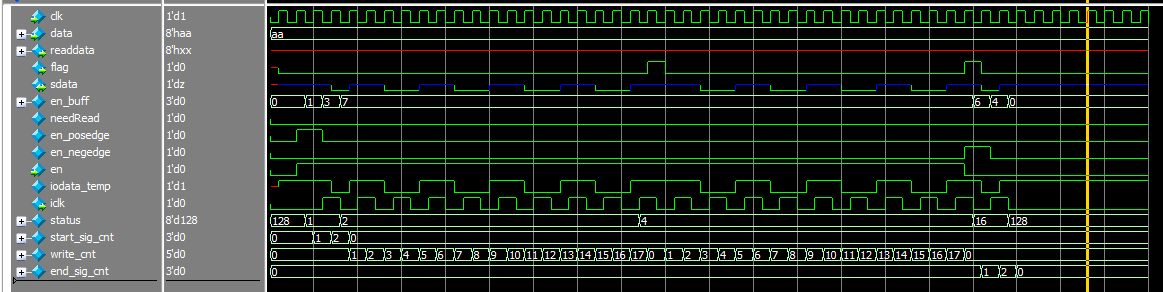 clk 1'd1
data 8'haa aa
readdata 8'hxx
flag 1'd0
sdata 1'dz
en_buff 3'd0 0 1 3 7 6 4 0
needRead 1'd0
en_posedge 1'd0
en_negedge 1'd0
en 1'd0
iodata_temp 1'd1
iclk 1'd0
status 8'd128 128 1 2 4 16 128
start_sig_cnt 3'd0 0 1 2 0
write_cnt 5'd0 0 1 2 3 4 5 6 7 8 9 10 11 12 13 14 15 16 17 0 1 2 3 4 5 6 7 8 9 10 11 12 13 14 15 16 17 0
end_sig_cnt 3'd0 0 1 2 0